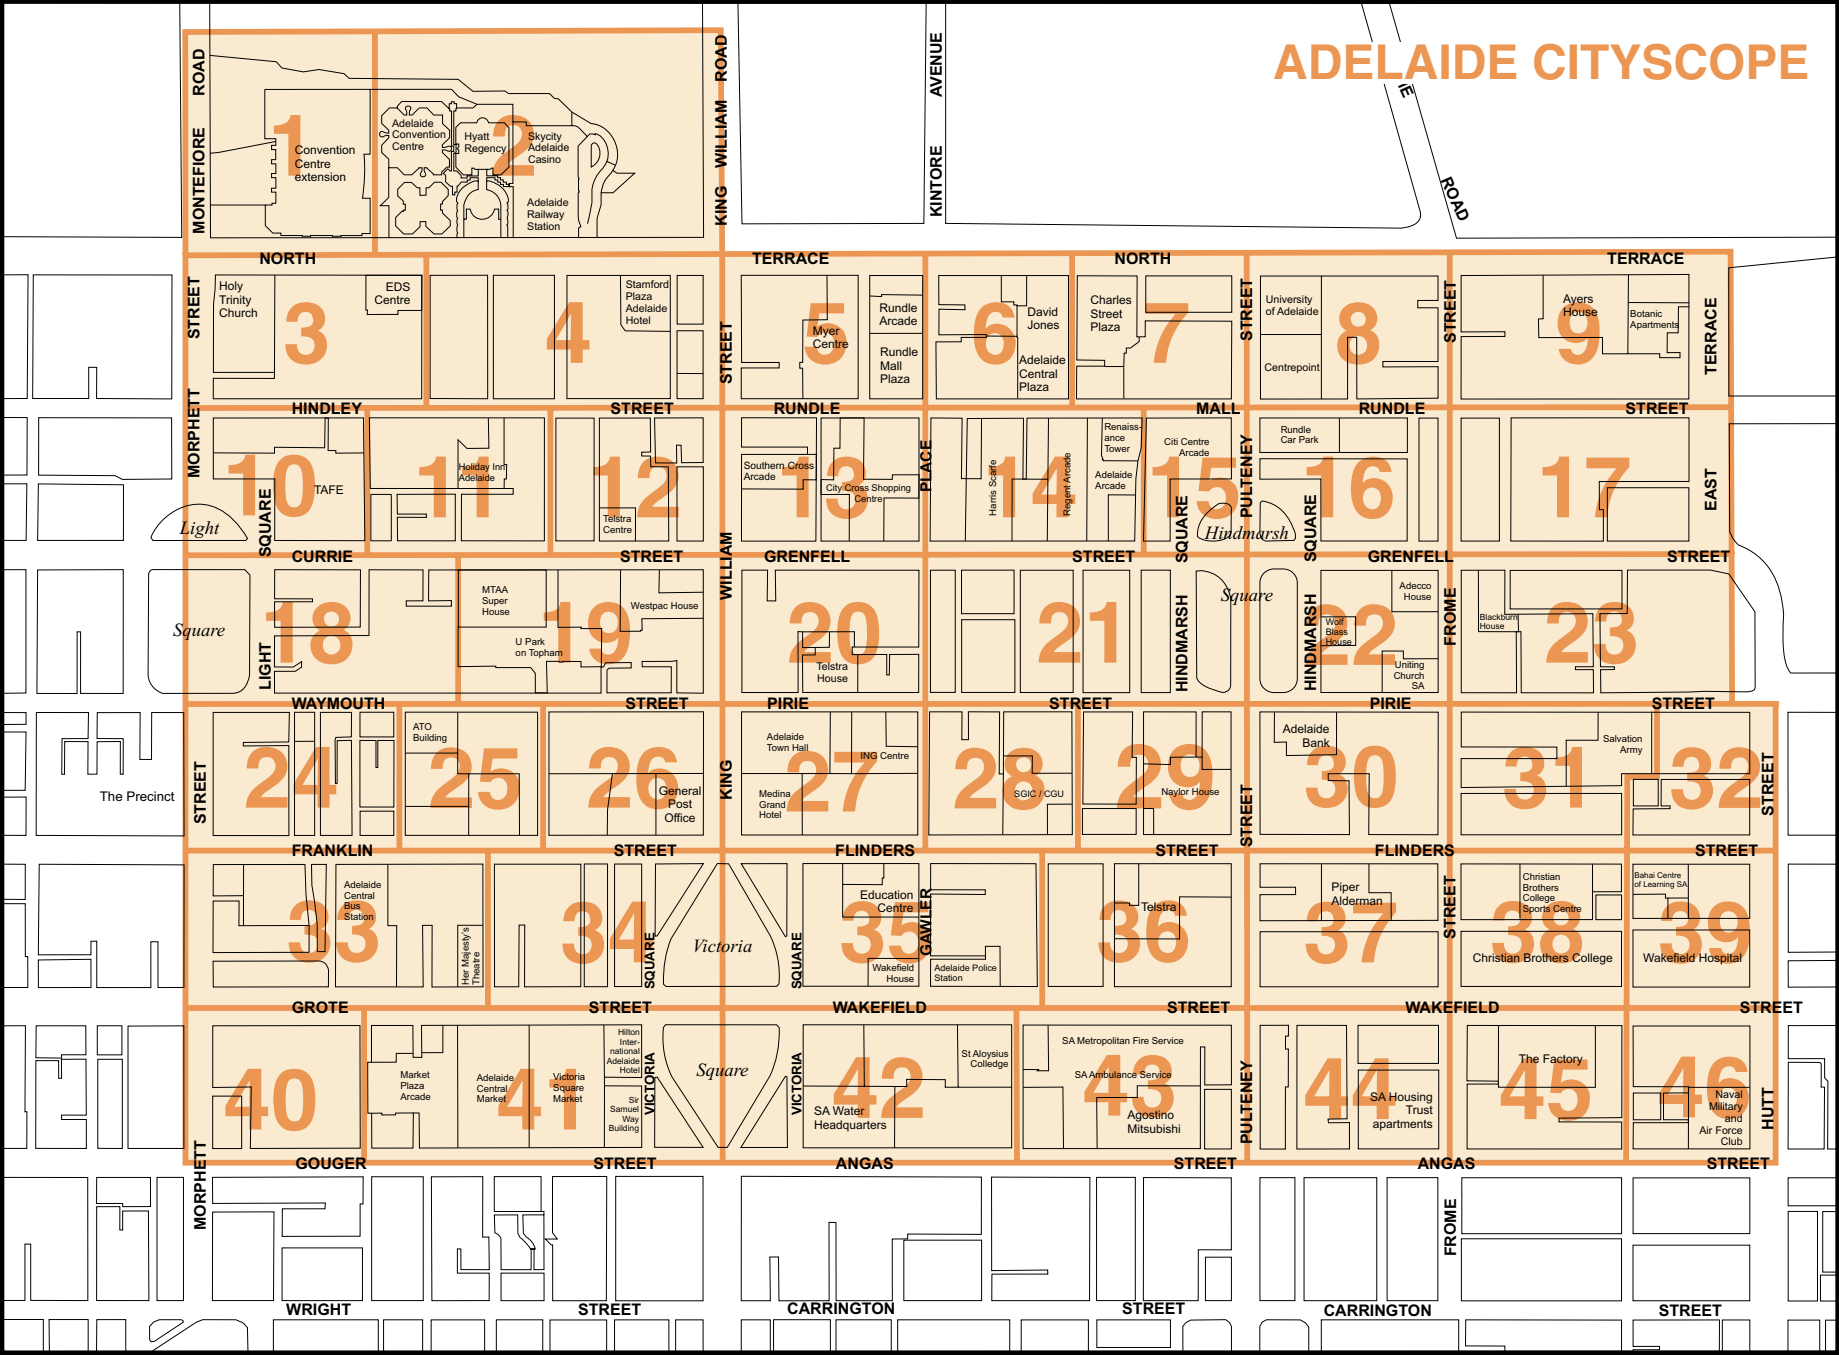 ADELAIDE CITYSCOPE
MONTEFIORE ROAD
KING WILLIAM ROAD
KINTORE AVENUE
ROAD
1
Convention
Centre
extension
2
Adelaide
Convention
Centre
Hyatt
Regency
Skycity
Adelaide
Casino
Adelaide
Railway
Station
NORTH TERRACE NORTH TERRACE
STREET
3
Holy
Trinity
Church
EDS
Centre
4
Stamford
Plaza
Adelaide
Hotel
STREET
5
Myer
Centre
Rundle
Arcade
Rundle
Mall
Plaza
6
David
Jones
Adelaide
Central
Plaza
7
Charles
Street
Plaza
STREET
8
University
of Adelaide
Centrepoint
STREET
9
Ayers
House
Botanic
Apartments
TERRACE
HINDLEY STREET RUNDLE MALL RUNDLE STREET
MORPHETT
10
TAFE
Light
SQUARE
11
Holiday Inn
Adelaide
12
Telstra
Centre
WILLIAM
13
Southern Cross
Arcade
City Cross Shopping
Centre
PLACE
14
Harris Scarfe
Regent Arcade
Renaiss-
ance
Tower
Adelaide
Arcade
15
Citi Centre
Arcade
SQUARE
PULTENEY
Hindmarsh
16
Rundle
Car Park
SQUARE
17
EAST
CURRIE STREET GRENFELL STREET GRENFELL STREET
Square
LIGHT
18
19
MTAA
Super
House
U Park
on Topham
Westpac House
20
Telstra
House
21
HINDMARSH
Square
HINDMARSH
22
Adecco
House
Wolf
Blass
House
Uniting
Church
SA
FROME
23
Blackburn
House
WAYMOUTH STREET PIRIE STREET PIRIE STREET
The Precinct
STREET
24
25
ATO
Building
26
General
Post
Office
KING
27
Adelaide
Town Hall
ING Centre
Medina
Grand
Hotel
28
SGIC / CGU
29
Naylor House
STREET
30
Adelaide
Bank
31
Salvation
Army
32
STREET
FRANKLIN STREET FLINDERS STREET FLINDERS STREET
33
Adelaide
Central
Bus
Station
Her Majesty's
Theatre
34
SQUARE
Victoria
SQUARE
35
Education
Centre
Wakefield
House
GAWLER
Adelaide Police
Station
36
Telstra
37
Piper
Alderman
STREET
38
Christian
Brothers
College
Sports Centre
Christian Brothers College
39
Bahai Centre
of Learning SA
Wakefield Hospital
GROTE STREET WAKEFIELD STREET WAKEFIELD STREET
40
41
Market
Plaza
Arcade
Adelaide
Central
Market
Victoria
Square
Market
Hilton
Inter-
national
Adelaide
Hotel
Sir
Samuel
Way
Building
VICTORIA
Square
VICTORIA
42
SA Water
Headquarters
St Aloysius
Colledge
43
SA Metropolitan Fire Service
SA Ambulance Service
Agostino
Mitsubishi
PULTENEY
44
SA Housing
Trust
apartments
45
The Factory
46
Naval
Military
and
Air Force
Club
HUTT
GOUGER STREET ANGAS STREET ANGAS STREET
MORPHETT
FROME
WRIGHT STREET CARRINGTON STREET CARRINGTON STREET